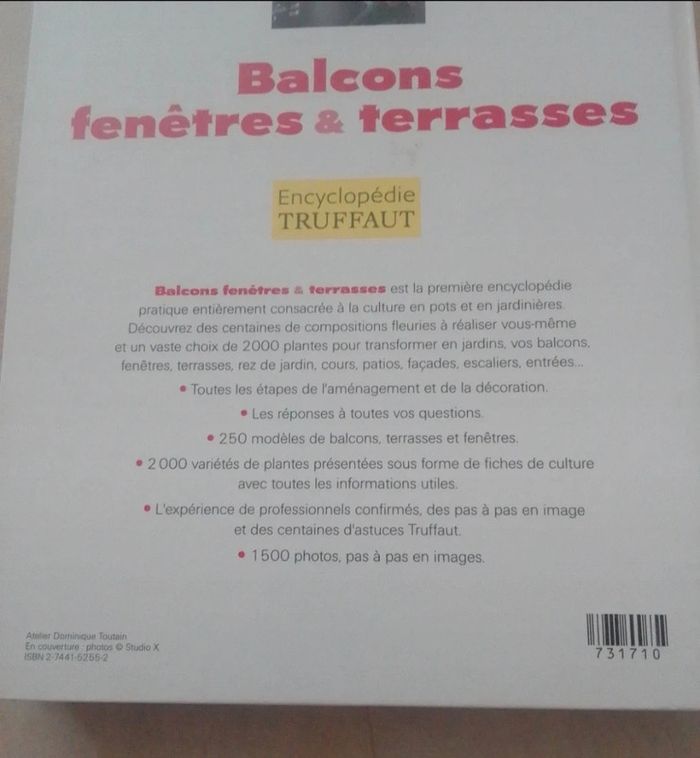 Balcons
fenêtres & terrasses
Encyclopédie
TRUFFAUT
Balcons fenêtres & terrasses est la première encyclopédie
pratique entièrement consacrée à la culture en pots et en jardinières.
Découvrez des centaines de compositions fleuries à réaliser vous-même
et un vaste choix de 2000 plantes pour transformer en jardins, vos balcons,
fenêtres, terrasses, rez de jardin, cours, patios, façades, escaliers, entrées...
• Toutes les étapes de l'aménagement et de la décoration.
• Les réponses à toutes vos questions.
• 250 modèles de balcons, terrasses et fenêtres.
• 2000 variétés de plantes présentées sous forme de fiches de culture
avec toutes les informations utiles.
• L'expérience de professionnels confirmés, des pas à pas en image
et des centaines d'astuces Truffaut.
• 1500 photos, pas à pas en images.
Atelier Dominique Toutain
En couverture : photos © Studio X
ISBN 2-7441-5255-2
731710